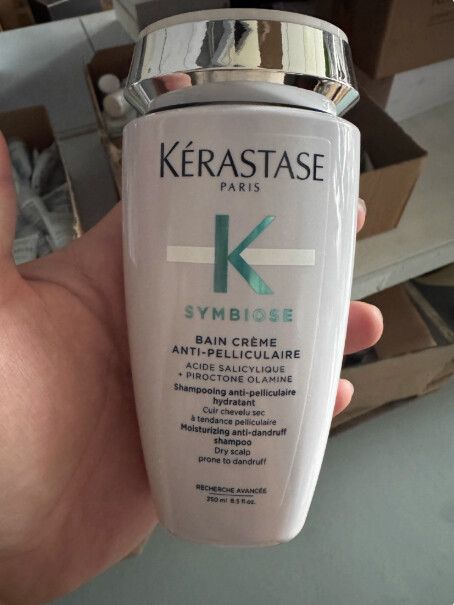 KÉRASTASE
PARIS
K
SYMBIOSE
BAIN CRÈME
ANTI-PELLICULAIRE
ACIDE SALICYLIQUE
+ PIROCTONE OLAMINE
Shampooing anti-pelliculaire
hydratant
Cuir chevelu sec
à tendance pelliculaire
Moisturizing anti-dandruff
shampoo
Dry scalp
prone to dandruff
RECHERCHE AVANCÉE
250 ml 8.5 fl.oz.